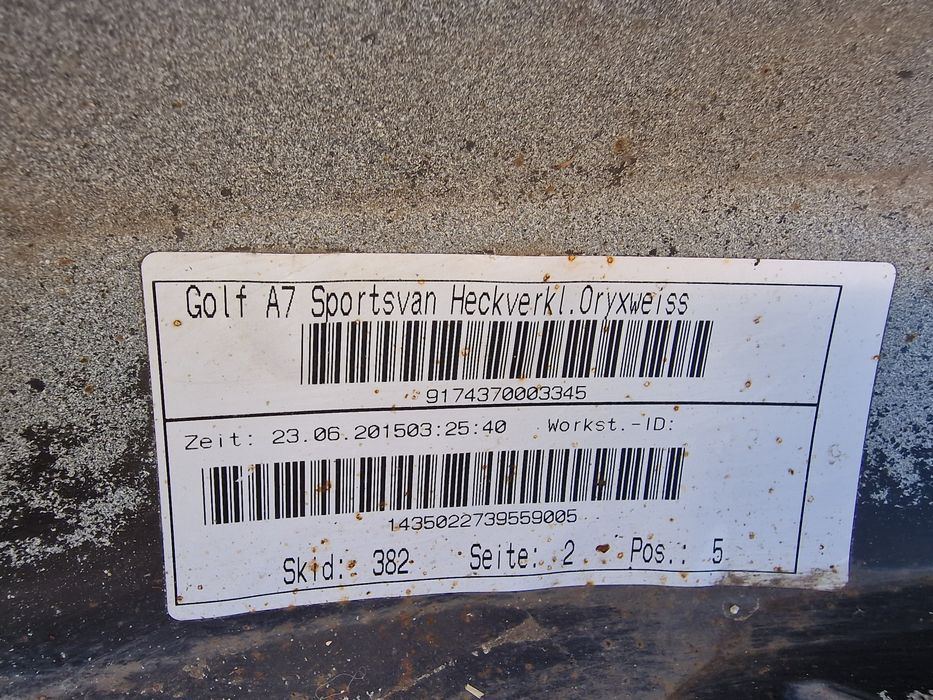 Golf A7 Sportsvan Heckverkl.Oryxweiss
9174370003345
Zeit: 23.06.201503:25:40 Workst.-ID:
1435022739559005
Skid: 382 Seite: 2 Pos.: 5